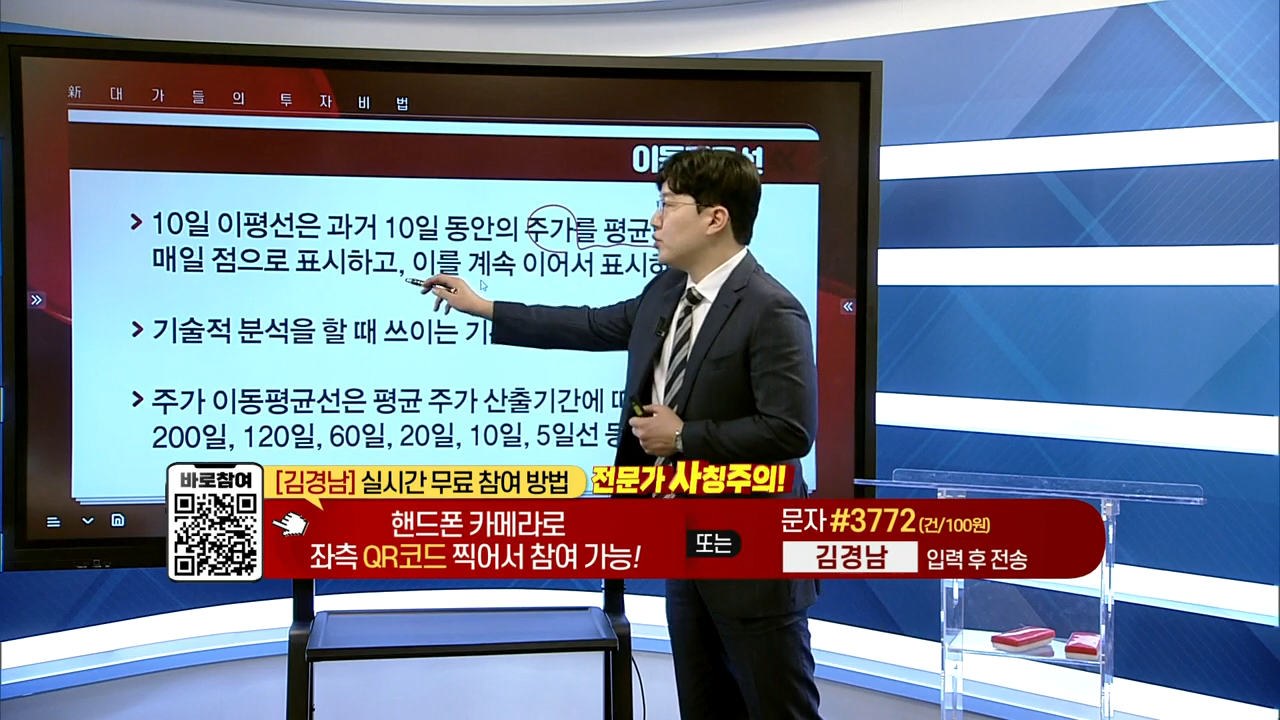 新 대 가 들 의 투 자 비 법
10일 이평선은 과거 10일 동안의 주가를 평균
매일 점으로 표시하고, 이를 계속 이어서 표시하
기술적 분석을 할 때 쓰이는
주가 이동평균선은 평균 주가 산출기간에
200일, 120일, 60일, 20일, 10일, 5일선
바로참여
[김경남] 실시간 무료 참여 방법
전문가 사칭주의!
핸드폰 카메라로
좌측 QR코드 찍어서 참여 가능!
또는
문자 #3772 (건/100원)
김경남 입력 후 전송